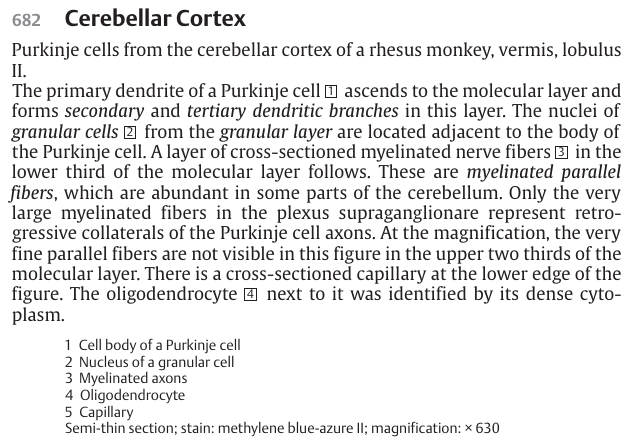 682 Cerebellar Cortex
Purkinje cells from the cerebellar cortex of a rhesus monkey, vermis, lobulus
II.
The primary dendrite of a Purkinje cell 1 ascends to the molecular layer and
forms secondary and tertiary dendritic branches in this layer. The nuclei of
granular cells 2 from the granular layer are located adjacent to the body of
the Purkinje cell. A layer of cross-sectioned myelinated nerve fibers 3 in the
lower third of the molecular layer follows. These are myelinated parallel
fibers, which are abundant in some parts of the cerebellum. Only the very
large myelinated fibers in the plexus supraganglionare represent retro-
gressive collaterals of the Purkinje cell axons. At the magnification, the very
fine parallel fibers are not visible in this figure in the upper two thirds of the
molecular layer. There is a cross-sectioned capillary at the lower edge of the
figure. The oligodendrocyte 4 next to it was identified by its dense cyto-
plasm.
1 Cell body of a Purkinje cell
2 Nucleus of a granular cell
3 Myelinated axons
4 Oligodendrocyte
5 Capillary
Semi-thin section; stain: methylene blue-azure II; magnification: × 630